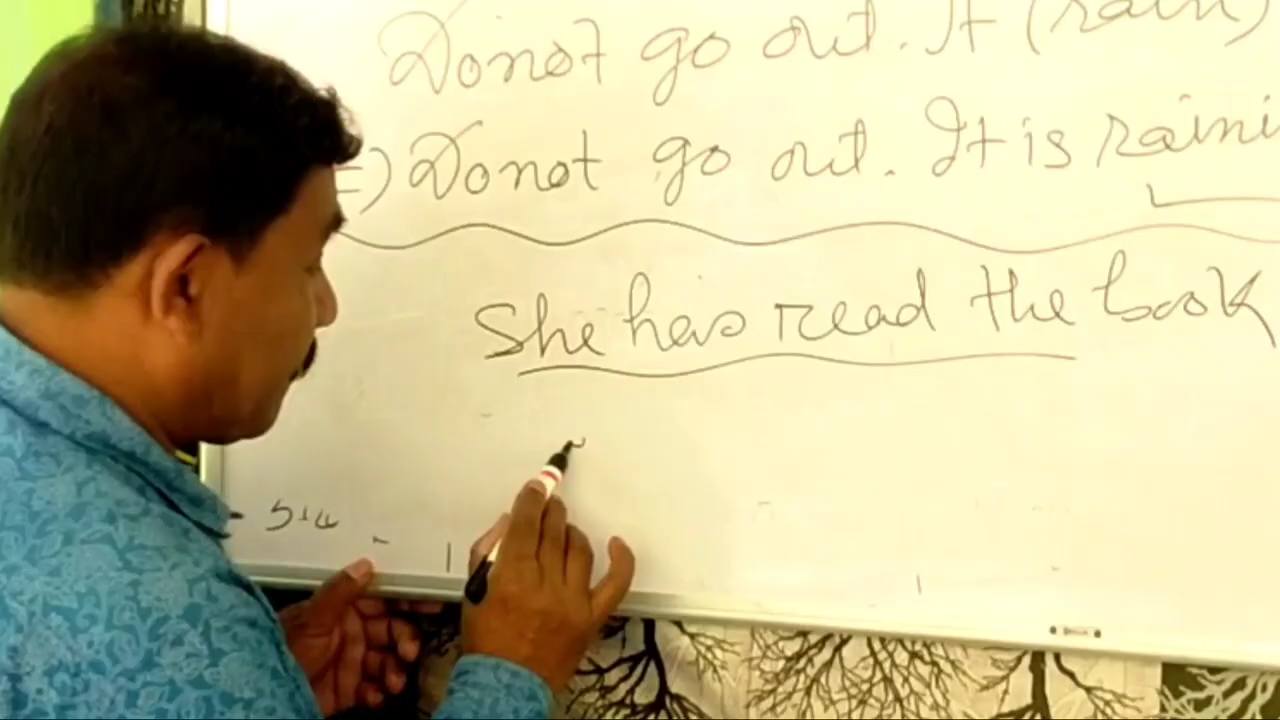 Donot go out. It (rain)
=) Donot go out. It is raini
She has read the book